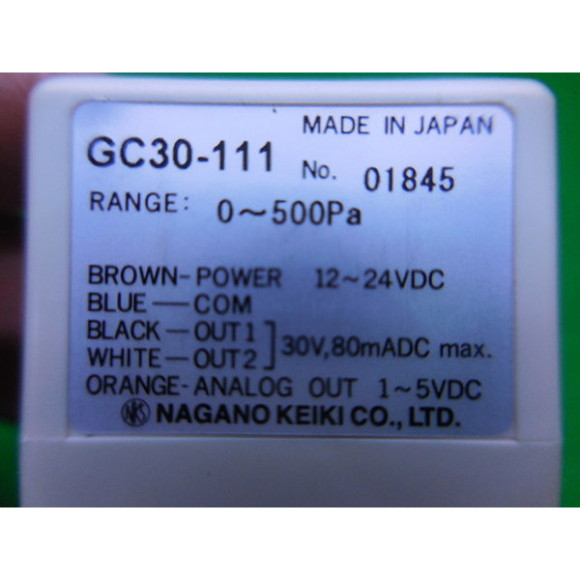 MADE IN JAPAN
GC30-111 No. 01845
RANGE: 0~500Pa
BROWN-POWER 12~24VDC
BLUE—COM
BLACK—OUT1
WHITE—OUT2] 30V, 80mADC max.
ORANGE-ANALOG OUT 1~5VDC
NKS NAGANO KEIKI CO., LTD.